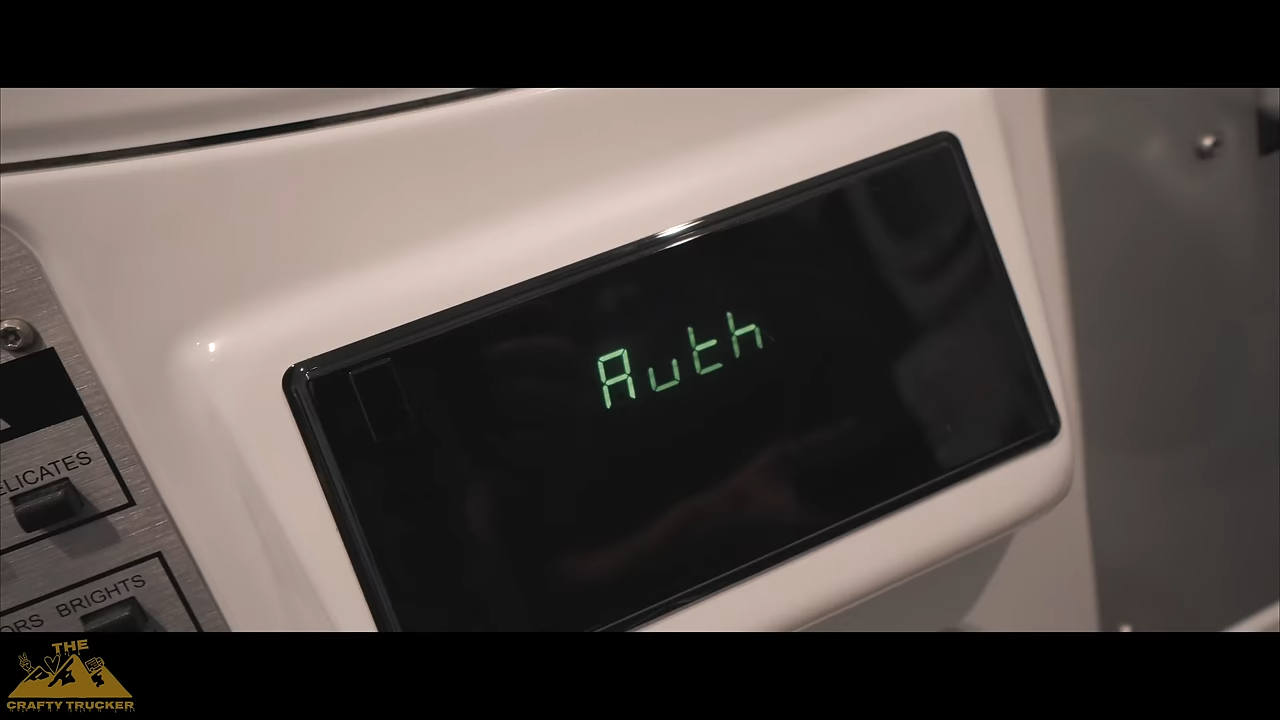 Auth
ELICATES
ORS BRIGHTS
THE
CRAFTY TRUCKER